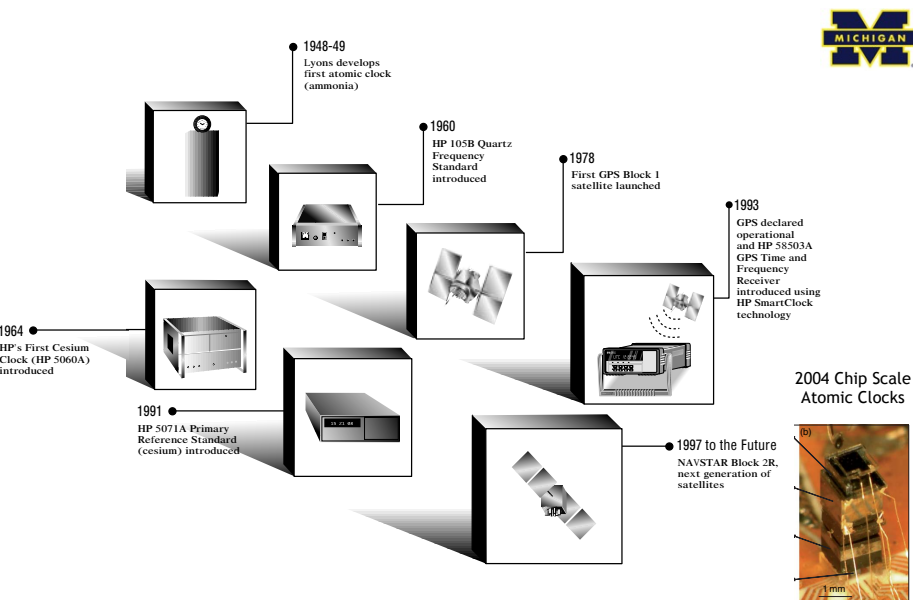 MICHIGAN
1948-49
Lyons develops
first atomic clock
(ammonia)
1960
HP 105B Quartz
Frequency
Standard
introduced
1978
First GPS Block 1
satellite launched
1993
GPS declared
operational
and HP 58503A
GPS Time and
Frequency
Receiver
introduced using
HP SmartClock
technology
1964
HP's First Cesium
Clock (HP 5060A)
introduced
1991
HP 5071A Primary
Reference Standard
(cesium) introduced
1997 to the Future
NAVSTAR Block 2R,
next generation of
satellites
2004 Chip Scale
Atomic Clocks
(b)
1 mm